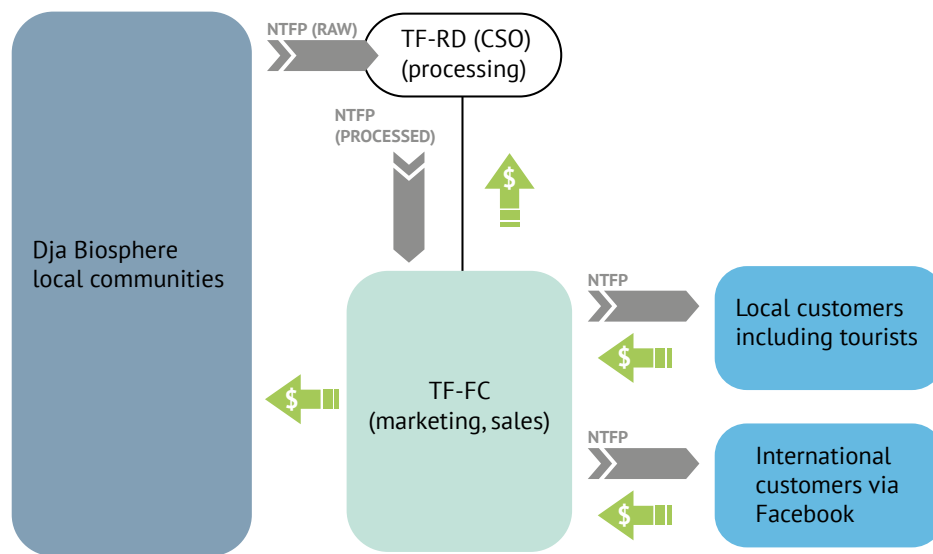 NTFP (RAW)
TF-RD (CSO)
(processing)
NTFP
(PROCESSED)
$
Dja Biosphere
local communities
NTFP
Local customers
including tourists
$
$
TF-FC
(marketing, sales)
NTFP
International
customers via
Facebook
$